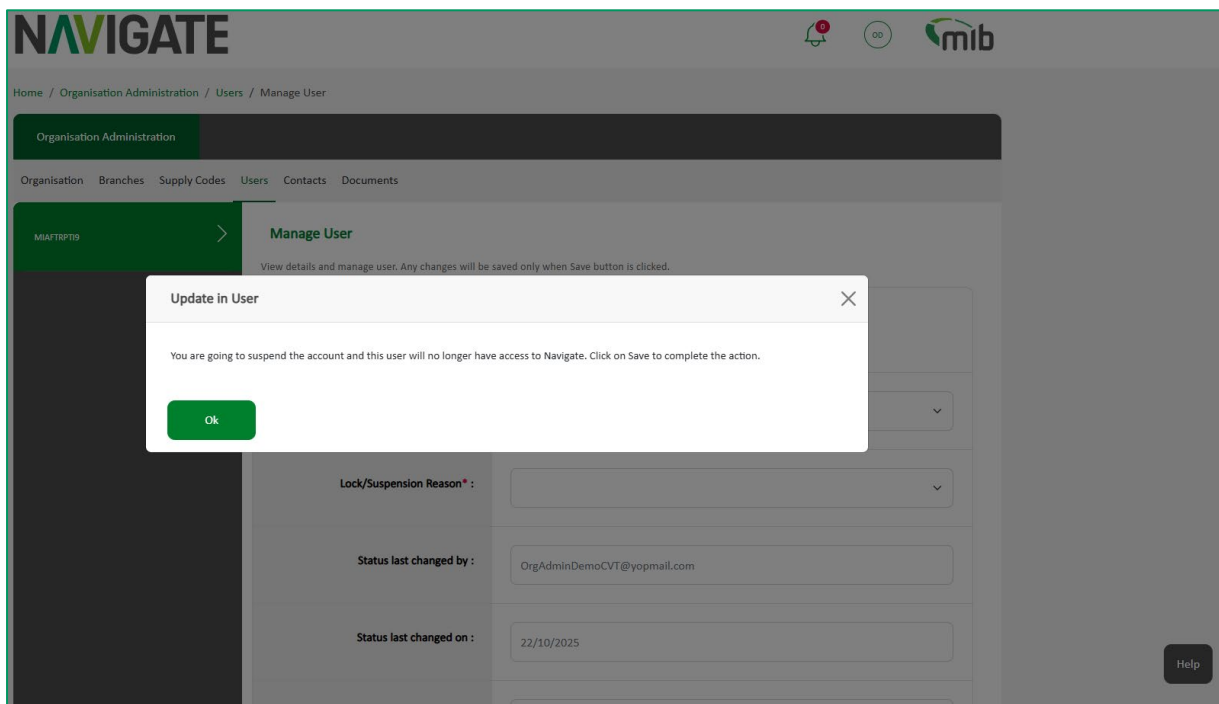 NAVIGATE
0
OD
mib
Home / Organisation Administration / Users / Manage User
Organisation Administration
Organisation Branches Supply Codes Users Contacts Documents
MIAFTRPTI9
Manage User
View details and manage user. Any changes will be saved only when Save button is clicked.
Update in User
You are going to suspend the account and this user will no longer have access to Navigate. Click on Save to complete the action.
Ok
Lock/Suspension Reason* :
Status last changed by :
OrgAdminDemoCVT@yopmail.com
Status last changed on :
22/10/2025
Help